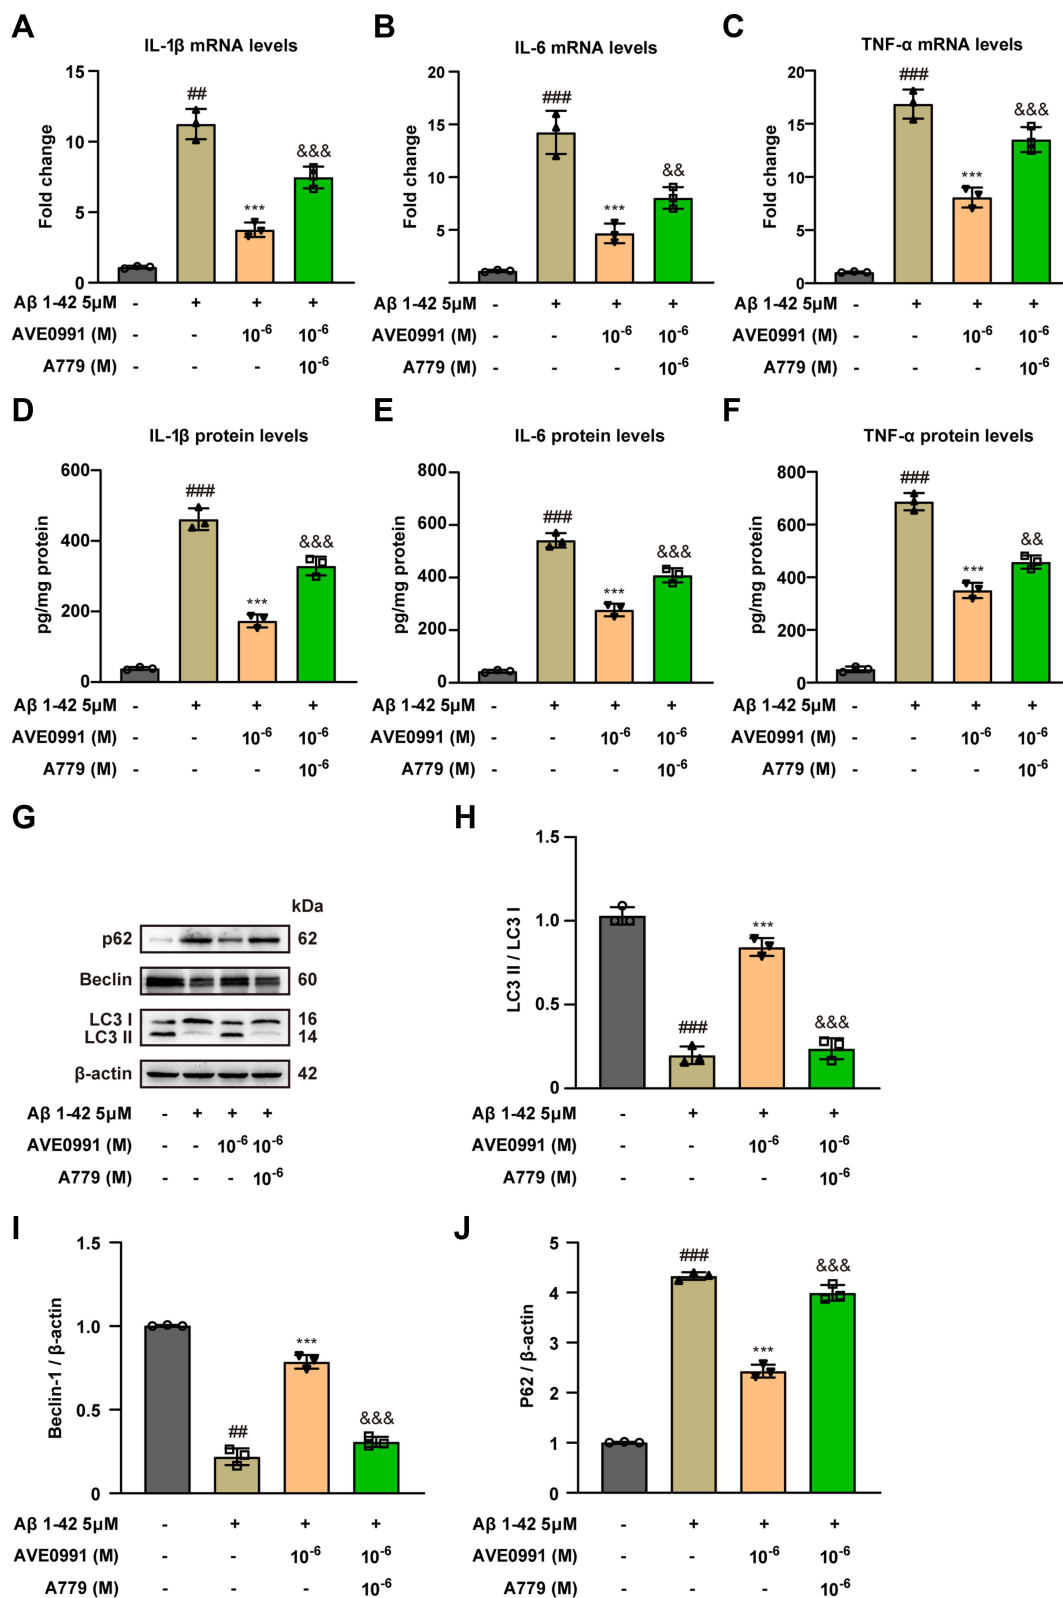 A
IL-1β mRNA levels
Fold change
15
10
5
0
##
***
&&&
Aβ 1-42 5μM - + + +
AVE0991 (M) - - 10-6 10-6
A779 (M) - - - 10-6
B
IL-6 mRNA levels
Fold change
20
15
10
5
###
***
&&
Aβ 1-42 5μM - + + +
AVE0991 (M) - - 10-6 10-6
A779 (M) - - - 10-6
C
TNF-α mRNA levels
Fold change
20
15
10
5
0
###
***
&&&
Aβ 1-42 5μM - + + +
AVE0991 (M) - - 10-6 10-6
A779 (M) - - - 10-6
D
IL-1β protein levels
pg/mg protein
600
400
200
0
###
***
&&&
Aβ 1-42 5μM - + + +
AVE0991 (M) - - 10-6 10-6
A779 (M) - - - 10-6
E
IL-6 protein levels
pg/mg protein
800
600
400
200
0
###
***
&&&
Aβ 1-42 5μM - + + +
AVE0991 (M) - - 10-6 10-6
A779 (M) - - - 10-6
F
TNF-α protein levels
pg/mg protein
800
600
400
200
0
###
***
&&
Aβ 1-42 5μM - + + +
AVE0991 (M) - - 10-6 10-6
A779 (M) - - - 10-6
G
kDa
p62 62
Beclin 60
LC3 I 16
LC3 II 14
β-actin 42
Aβ 1-42 5μM - + + +
AVE0991 (M) - - 10-6 10-6
A779 (M) - - - 10-6
H
LC3 II / LC3 I
1.5
1.0
0.5
0
###
***
&&&
Aβ 1-42 5μM - + + +
AVE0991 (M) - - 10-6 10-6
A779 (M) - - - 10-6
I
Beclin-1 / β-actin
1.5
1.0
0.5
0
##
***
&&&
Aβ 1-42 5μM - + + +
AVE0991 (M) - - 10-6 10-6
A779 (M) - - - 10-6
J
P62 / β-actin
5
4
3
2
1
0
###
***
&&&
Aβ 1-42 5μM - + + +
AVE0991 (M) - - 10-6 10-6
A779 (M) - - - 10-6